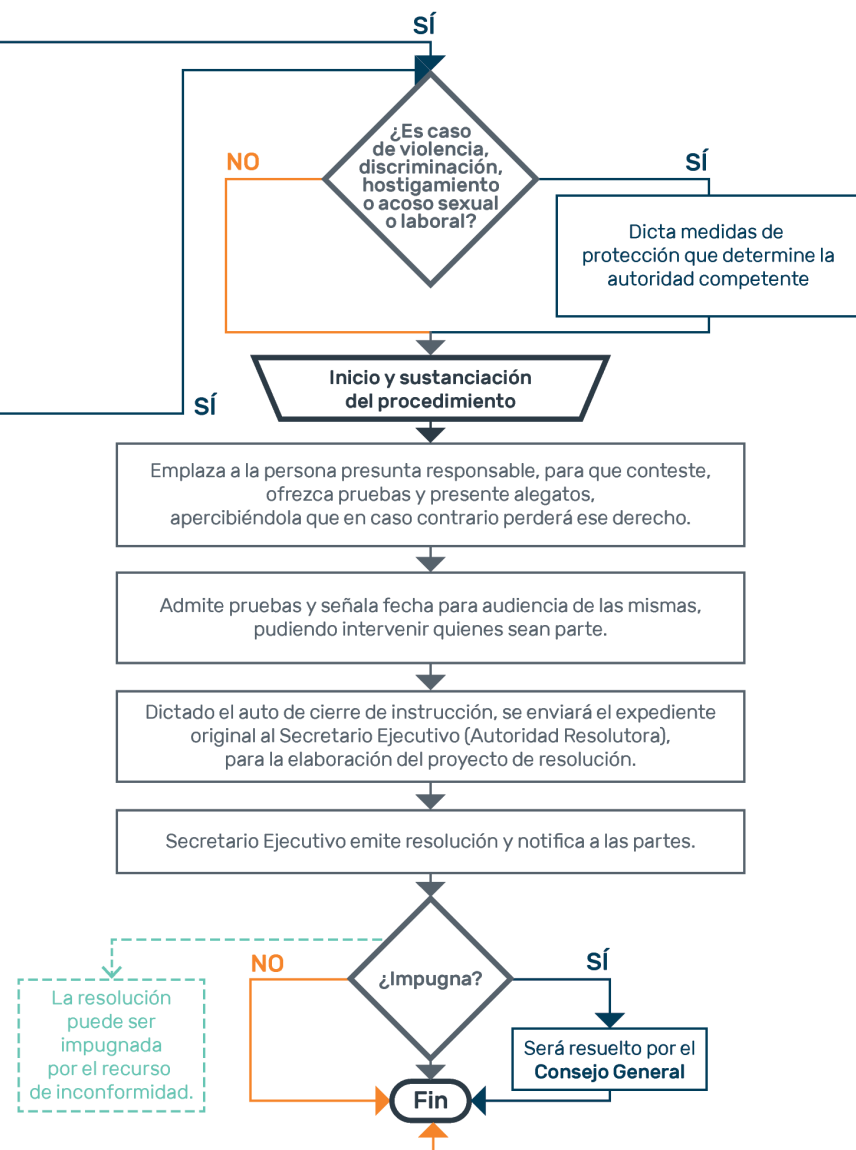 SÍ
¿Es caso
de violencia,
discriminación,
hostigamiento
o acoso sexual
o laboral?
NO
SÍ
Dicta medidas de
protección que determine la
autoridad competente
Inicio y sustanciación
del procedimiento
SÍ
Emplaza a la persona presunta responsable, para que conteste,
ofrezca pruebas y presente alegatos,
apercibiéndola que en caso contrario perderá ese derecho.
Admite pruebas y señala fecha para audiencia de las mismas,
pudiendo intervenir quienes sean parte.
Dictado el auto de cierre de instrucción, se enviará el expediente
original al Secretario Ejecutivo (Autoridad Resolutora),
para la elaboración del proyecto de resolución.
Secretario Ejecutivo emite resolución y notifica a las partes.
NO
¿Impugna?
SÍ
La resolución
puede ser
impugnada
por el recurso
de inconformidad.
Será resuelto por el
Consejo General
Fin